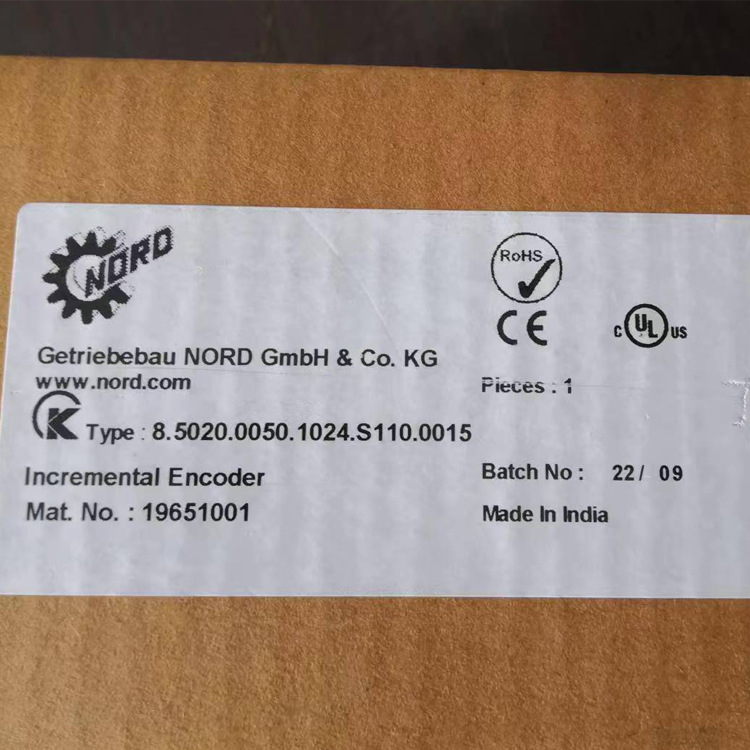 NORD
RoHS
CE
C UL US
Getriebebau NORD GmbH & Co. KG
www.nord.com
Pieces : 1
K Type : 8.5020.0050.1024.S110.0015
Incremental Encoder
Batch No : 22/ 09
Mat. No. : 19651001
Made In India